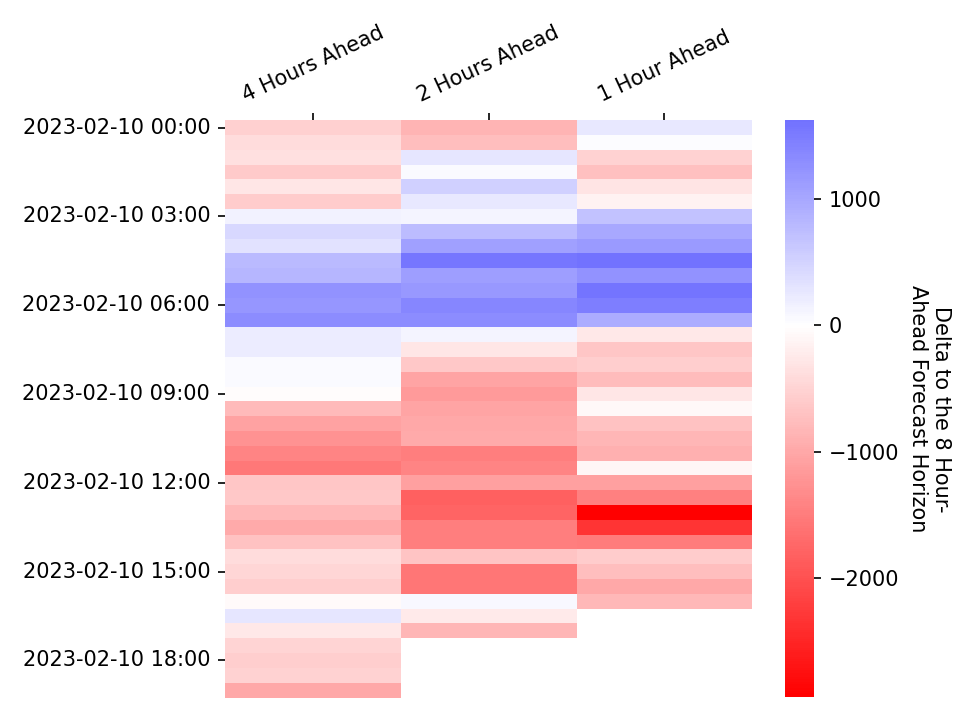 4 Hours Ahead
2 Hours Ahead
1 Hour Ahead
2023-02-10 00:00
2023-02-10 03:00
2023-02-10 06:00
2023-02-10 09:00
2023-02-10 12:00
2023-02-10 15:00
2023-02-10 18:00
1000
0
−1000
−2000
Delta to the 8 Hour-
Ahead Forecast Horizon